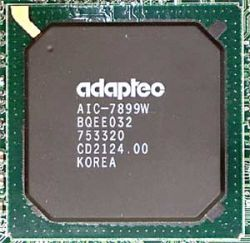 adaptec
AIC-7899W
BQEE032
753320
CD2124.00
KOREA